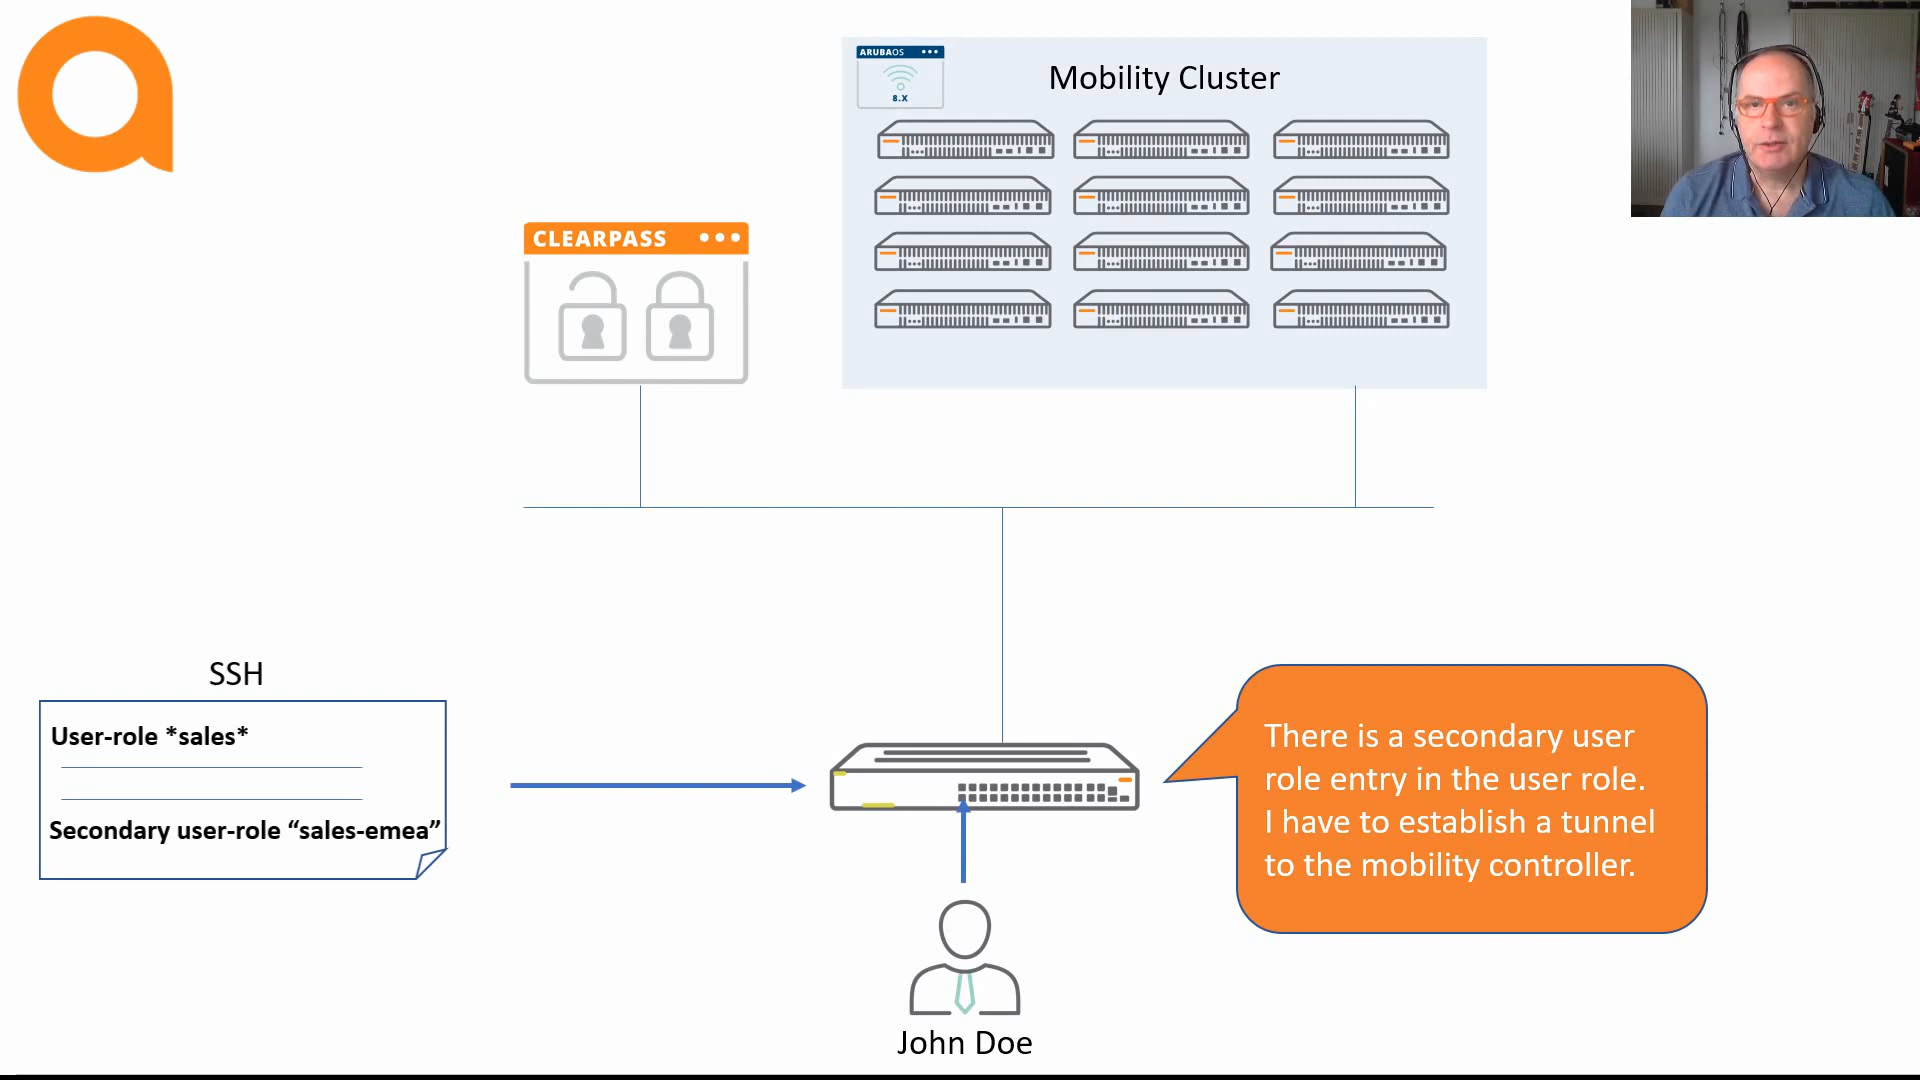 ARUBAOS
8.X
Mobility Cluster
CLEARPASS
SSH
User-role *sales*
Secondary user-role “sales-emea”
There is a secondary user
role entry in the user role.
I have to establish a tunnel
to the mobility controller.
John Doe